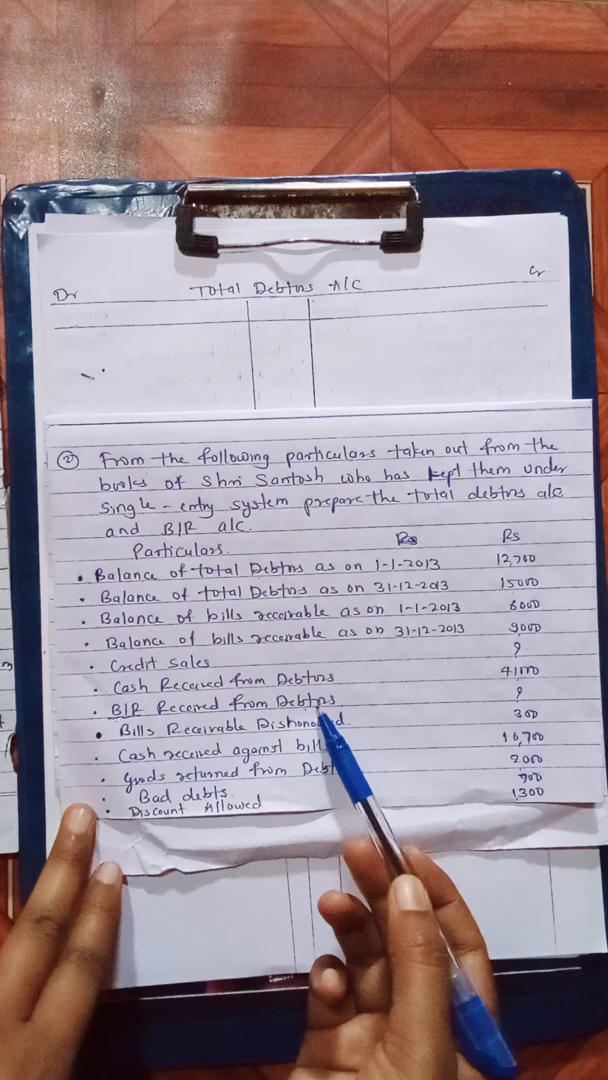 Dr Total Debtors A/C Cr
② From the following particulars taken out from the
books of Shri Santosh who has kept them under
single-entry system prepare the total debtors a/c
and B/R a/c.
Particulars. Rs Rs
• Balance of total Debtors as on 1-1-2013 12,700
• Balance of total Debtors as on 31-12-2013 15000
• Balance of bills receivable as on 1-1-2013 6000
• Balance of bills receivable as on 31-12-2013 9000
• Credit sales ?
• Cash Received from Debtors
• B/R Received from Debtors ?
• Bills Receivable Dishonoured. 300
• Cash received against bill 16,700
• Goods returned from Debt 2000
• Bad debts.
• Discount Allowed 1,300